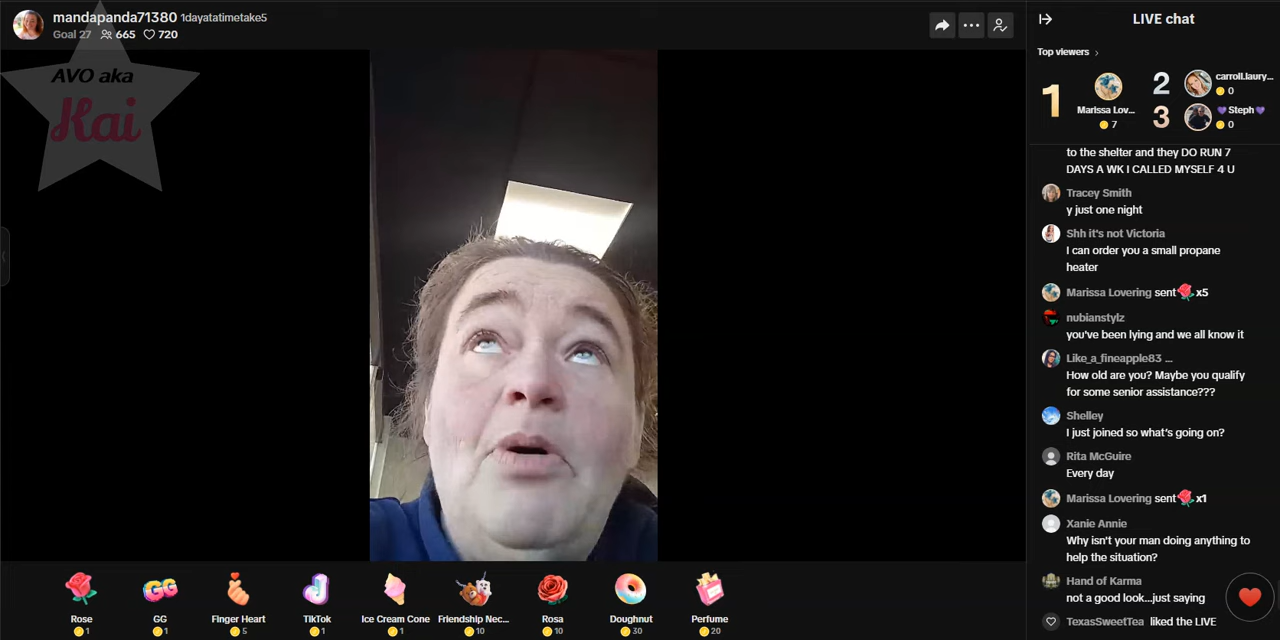 mandapanda71380 1dayatatimetake5
Goal 27 665 720
AVO aka
Kai
LIVE chat
Top viewers >
1
Marissa Lov...
7
2
carroll.laury...
0
3
💜Steph💜
0
to the shelter and they DO RUN 7
DAYS A WK I CALLED MYSELF 4 U
Tracey Smith
y just one night
Shh it's not Victoria
I can order you a small propane
heater
Marissa Lovering sent🌹x5
nubianstylz
you've been lying and we all know it
Like_a_fineapple83 ...
How old are you? Maybe you qualify
for some senior assistance???
Shelley
I just joined so what's going on?
Rita McGuire
Every day
Marissa Lovering sent🌹x1
Xanie Annie
Why isn't your man doing anything to
help the situation?
Hand of Karma
not a good look...just saying
TexasSweetTea liked the LIVE
GG
Rose GG Finger Heart TikTok Ice Cream Cone Friendship Nec... Rosa Doughnut Perfume
1 1 5 1 1 10 10 30 20